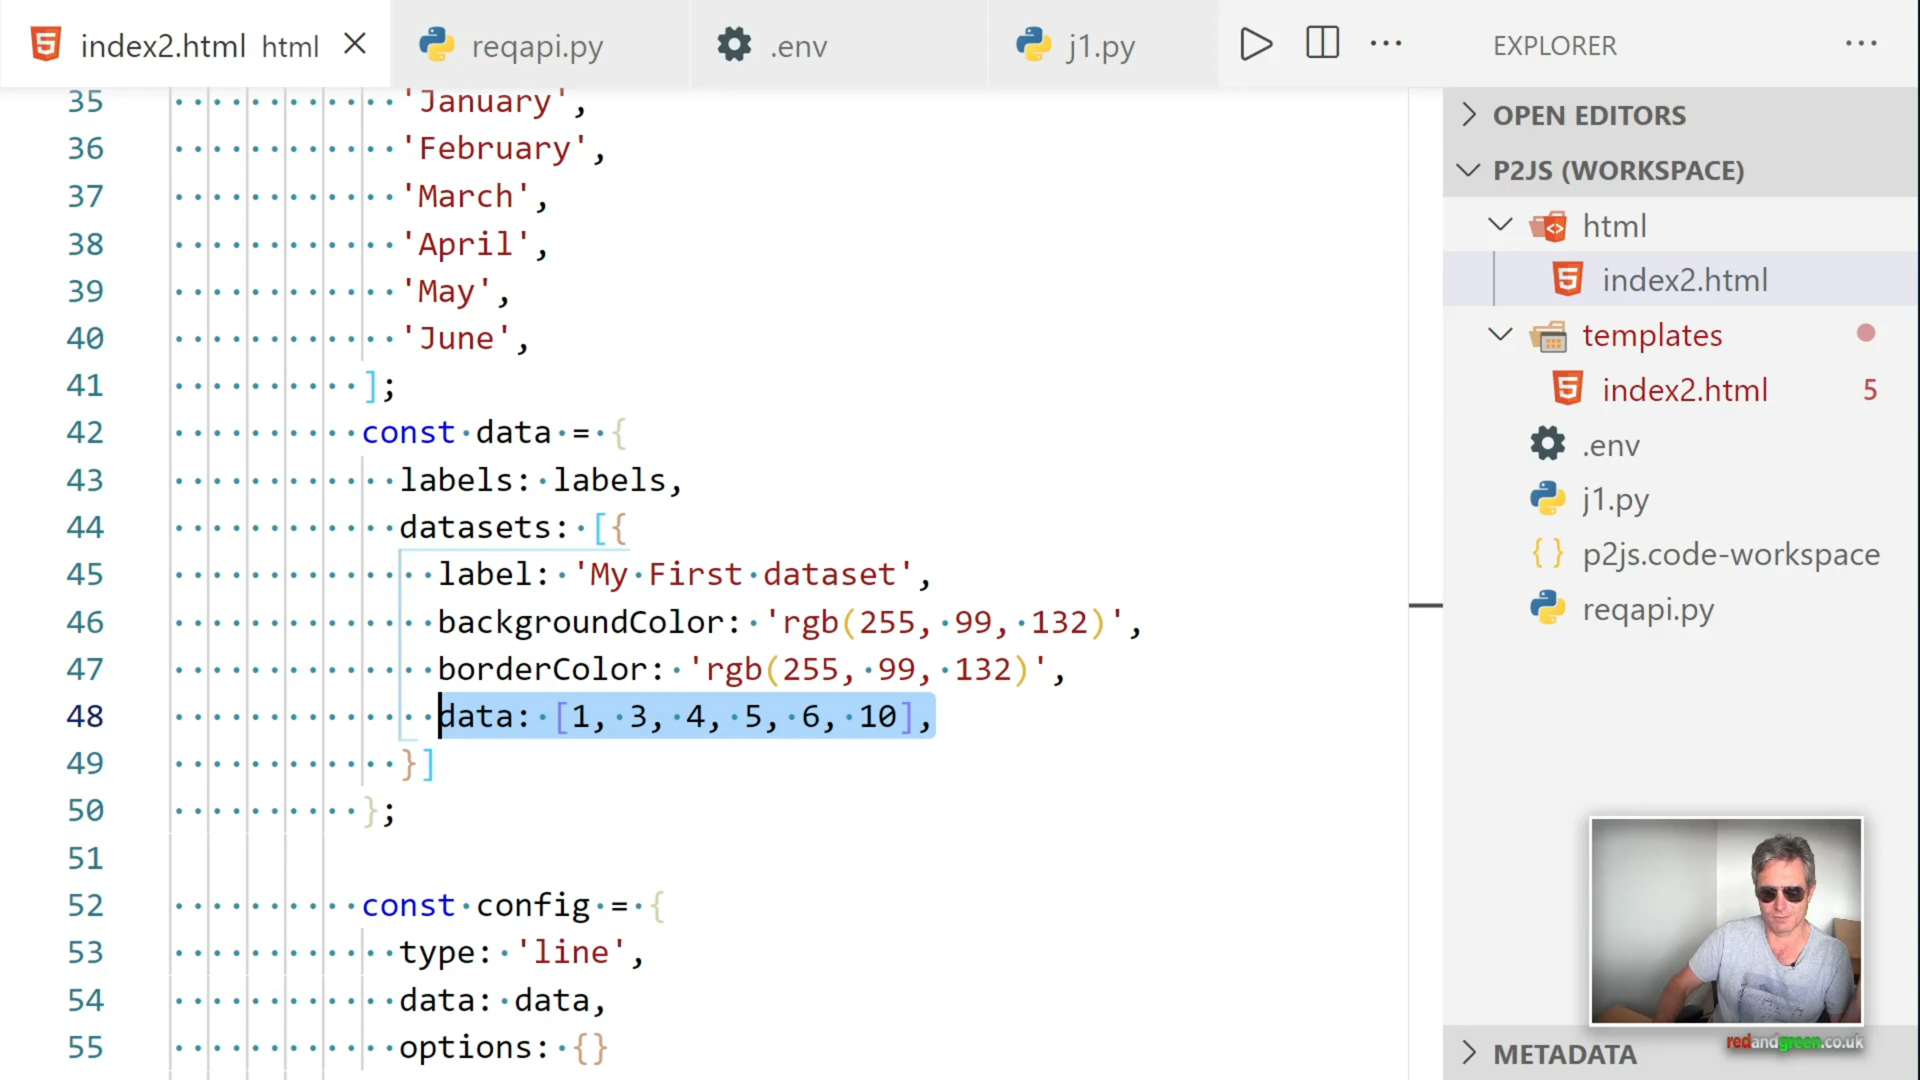 index2.html html
reqapi.py
.env
j1.py
EXPLORER
35 'January',
36 'February',
37 'March',
38 'April',
39 'May',
40 'June',
41 ];
42 const data = {
43 labels: labels,
44 datasets: [{
45 label: 'My First dataset',
46 backgroundColor: 'rgb(255, 99, 132)',
47 borderColor: 'rgb(255, 99, 132)',
48 data: [1, 3, 4, 5, 6, 10],
49 }]
50 };
51
52 const config = {
53 type: 'line',
54 data: data,
55 options: {}
OPEN EDITORS
P2JS (WORKSPACE)
html
index2.html
templates
index2.html 5
.env
j1.py
p2js.code-workspace
reqapi.py
METADATA
redandgreen.co.uk